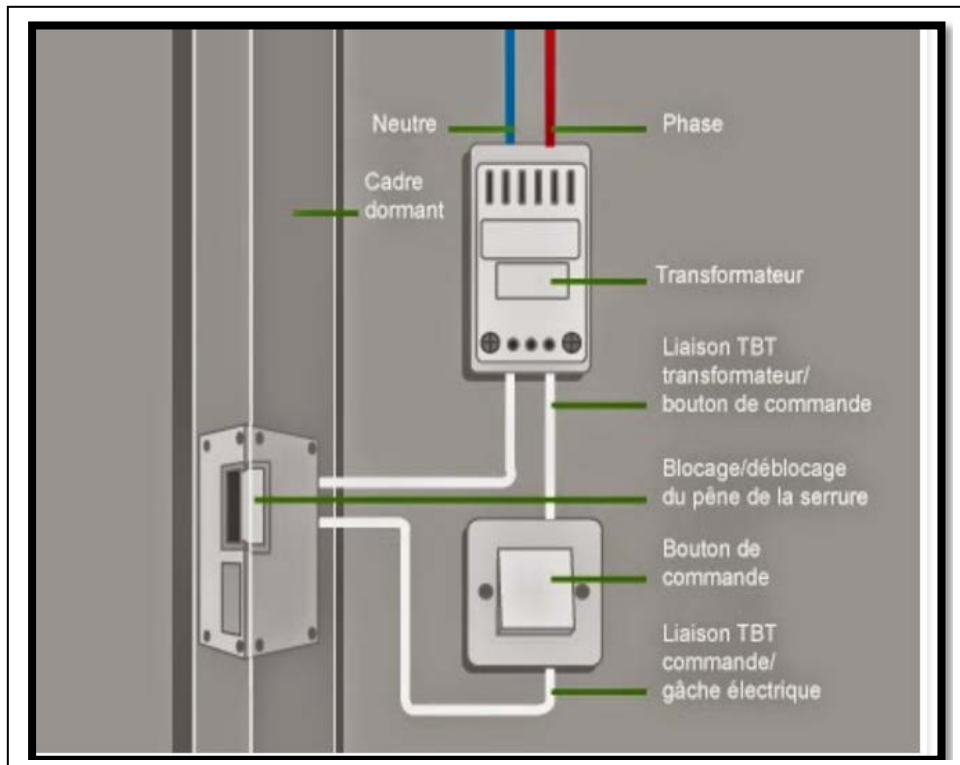 Neutre
Phase
Cadre
dormant
Transformateur
Liaison TBT
transformateur/
bouton de commande
Blocage/déblocage
du pêne de la serrure
Bouton de
commande
Liaison TBT
commande/
gâche électrique